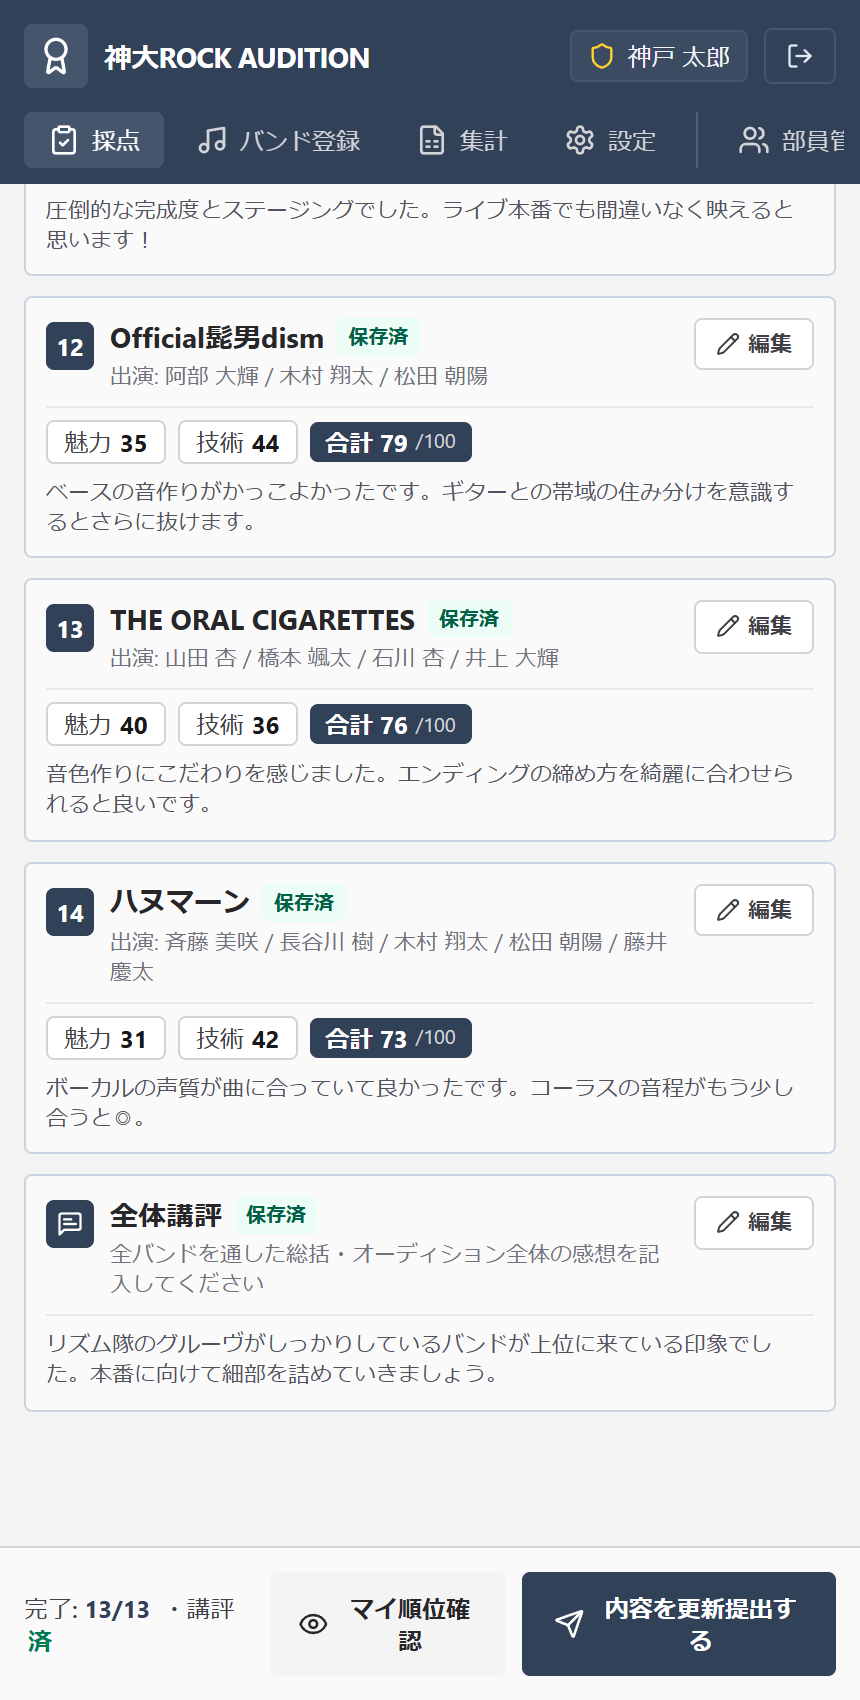 神大ROCK AUDITION
神戸 太郎
採点
バンド登録
集計
設定
部員管
圧倒的な完成度とステージングでした。ライブ本番でも間違いなく映えると
思います！
12
Official髭男dism
保存済
編集
出演: 阿部 大輝 / 木村 翔太 / 松田 朝陽
魅力 35
技術 44
合計 79 /100
ベースの音作りがかっこよかったです。ギターとの帯域の住み分けを意識す
るとさらに抜けます。
13
THE ORAL CIGARETTES
保存済
編集
出演: 山田 杏 / 橋本 颯太 / 石川 杏 / 井上 大輝
魅力 40
技術 36
合計 76 /100
音色作りにこだわりを感じました。エンディングの締め方を綺麗に合わせら
れると良いです。
14
ハヌマーン
保存済
編集
出演: 斉藤 美咲 / 長谷川 樹 / 木村 翔太 / 松田 朝陽 / 藤井
慶太
魅力 31
技術 42
合計 73 /100
ボーカルの声質が曲に合っていて良かったです。コーラスの音程がもう少し
合うと◎。
全体講評
保存済
編集
全バンドを通した総括・オーディション全体の感想を記
入してください
リズム隊のグルーヴがしっかりしているバンドが上位に来ている印象でし
た。本番に向けて細部を詰めていきましょう。
完了: 13/13 ・講評
済
マイ順位確
認
内容を更新提出す
る